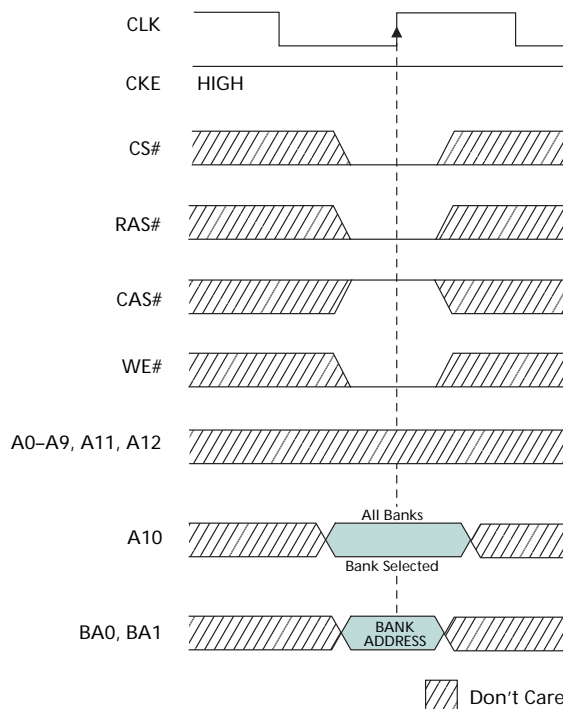 CLK
CKE HIGH
CS#
RAS#
CAS#
WE#
A0–A9, A11, A12
All Banks
A10
Bank Selected
BA0, BA1
BANK
ADDRESS
Don't Care